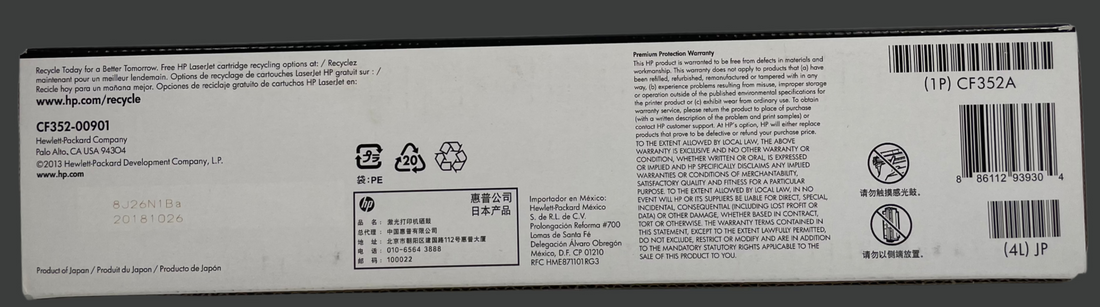 Recycle Today for a Better Tomorrow. Free HP LaserJet cartridge recycling options at: / Recyclez
maintenant pour un meilleur lendemain. Options de recyclage de cartouches LaserJet HP gratuit sur : /
Recicle hoy para un mañana mejor. Opciones de reciclaje gratuito de cartuchos HP LaserJet en:
www.hp.com/recycle
CF352-00901
Hewlett-Packard Company
Palo Alto, CA USA 94304
©2013 Hewlett-Packard Development Company, L.P.
www.hp.com
8J26N1Ba
20181026
Product of Japan / Produit du Japon / Producto de Japón
プラ
20
袋:PE
hp
惠普公司
日本产品
品 名: 激光打印机硒鼓
总代理: 中国惠普有限公司
地 址: 北京市朝阳区建国路112号惠普大厦
电 话: 010-6564 3888
邮 码: 100022
Importador en México:
Hewlett-Packard México
S. de R.L. de C.V.
Prolongación Reforma #700
Lomas de Santa Fé
Delegación Álvaro Obregón
México, D.F. CP 01210
RFC HME871101RG3
Premium Protection Warranty
This HP product is warranted to be free from defects in materials and
workmanship. This warranty does not apply to products that (a) have
been refilled, refurbished, remanufactured or tampered with in any
way, (b) experience problems resulting from misuse, improper storage
or operation outside of the published environmental specifications for
the printer product or (c) exhibit wear from ordinary use. To obtain
warranty service, please return the product to place of purchase
(with a written description of the problem and print samples) or
contact HP customer support. At HP's option, HP will either replace
products that prove to be defective or refund your purchase price.
TO THE EXTENT ALLOWED BY LOCAL LAW, THE ABOVE
WARRANTY IS EXCLUSIVE AND NO OTHER WARRANTY OR
CONDITION, WHETHER WRITTEN OR ORAL, IS EXPRESSED
OR IMPLIED AND HP SPECIFICALLY DISCLAIMS ANY IMPLIED
WARRANTIES OR CONDITIONS OF MERCHANTABILITY,
SATISFACTORY QUALITY AND FITNESS FOR A PARTICULAR
PURPOSE. TO THE EXTENT ALLOWED BY LOCAL LAW, IN NO
EVENT WILL HP OR ITS SUPPLIERS BE LIABLE FOR DIRECT, SPECIAL,
INCIDENTAL, CONSEQUENTIAL (INCLUDING LOST PROFIT OR
DATA) OR OTHER DAMAGE, WHETHER BASED IN CONTRACT,
TORT OR OTHERWISE. THE WARRANTY TERMS CONTAINED IN
THIS STATEMENT, EXCEPT TO THE EXTENT LAWFULLY PERMITTED,
DO NOT EXCLUDE, RESTRICT OR MODIFY AND ARE IN ADDITION
TO THE MANDATORY STATUTORY RIGHTS APPLICABLE TO THE
SALE OF THIS PRODUCT TO YOU.
请勿触摸感光鼓.
请勿以侧端放置.
(1P) CF352A
8 86112 93930 4
(4L) JP